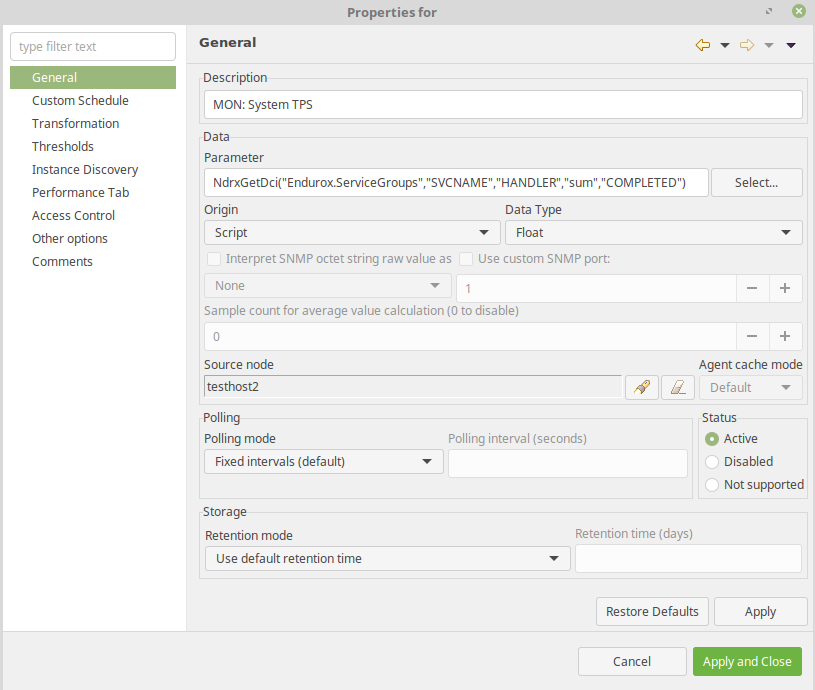 Properties for
type filter text
General
Custom Schedule
Transformation
Thresholds
Instance Discovery
Performance Tab
Access Control
Other options
Comments
General
Description
MON: System TPS
Data
Parameter
NdrxGetDci("Endurox.ServiceGroups","SVCNAME","HANDLER","sum","COMPLETED")
Select...
Origin
Data Type
Script
Float
Interpret SNMP octet string raw value as
Use custom SNMP port:
None
1
Sample count for average value calculation (0 to disable)
0
Source node
Agent cache mode
testhost2
Default
Polling
Polling mode
Polling interval (seconds)
Fixed intervals (default)
Status
Active
Disabled
Not supported
Storage
Retention mode
Retention time (days)
Use default retention time
Restore Defaults
Apply
Cancel
Apply and Close